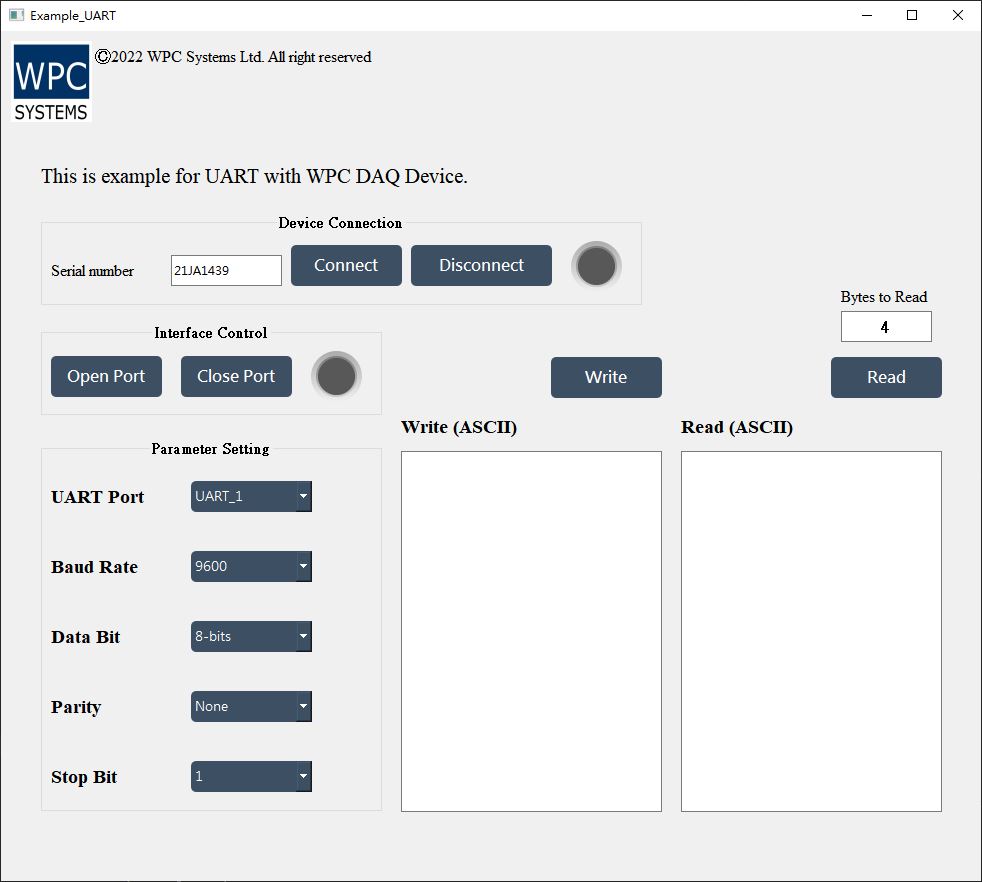 Example_UART
WPC
SYSTEMS
©2022 WPC Systems Ltd. All right reserved
This is example for UART with WPC DAQ Device.
Device Connection
Serial number
21JA1439
Connect
Disconnect
Interface Control
Open Port
Close Port
Bytes to Read
4
Write
Read
Write (ASCII)
Read (ASCII)
Parameter Setting
UART Port
UART_1
Baud Rate
9600
Data Bit
8-bits
Parity
None
Stop Bit
1